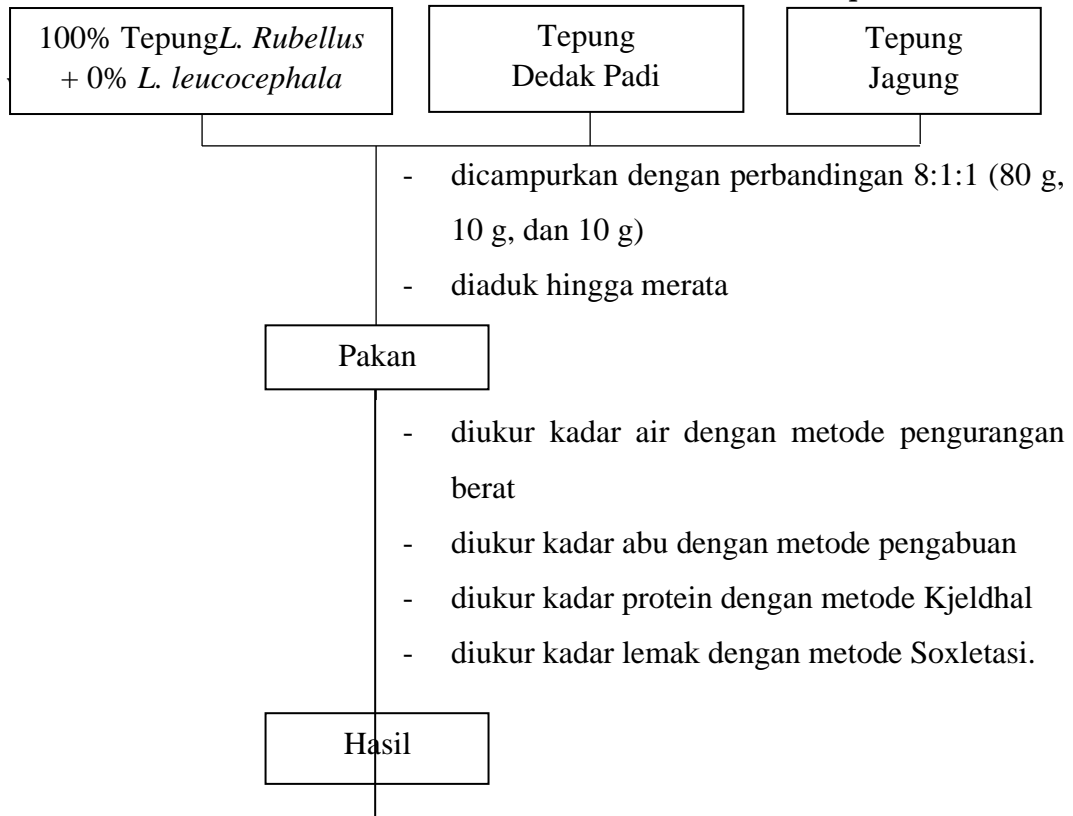 100% TepungL. Rubellus
+ 0% L. leucocephala
Tepung
Dedak Padi
Tepung
Jagung
- dicampurkan dengan perbandingan 8:1:1 (80 g,
10 g, dan 10 g)
- diaduk hingga merata
Pakan
- diukur kadar air dengan metode pengurangan
berat
- diukur kadar abu dengan metode pengabuan
- diukur kadar protein dengan metode Kjeldhal
- diukur kadar lemak dengan metode Soxletasi.
Hasil